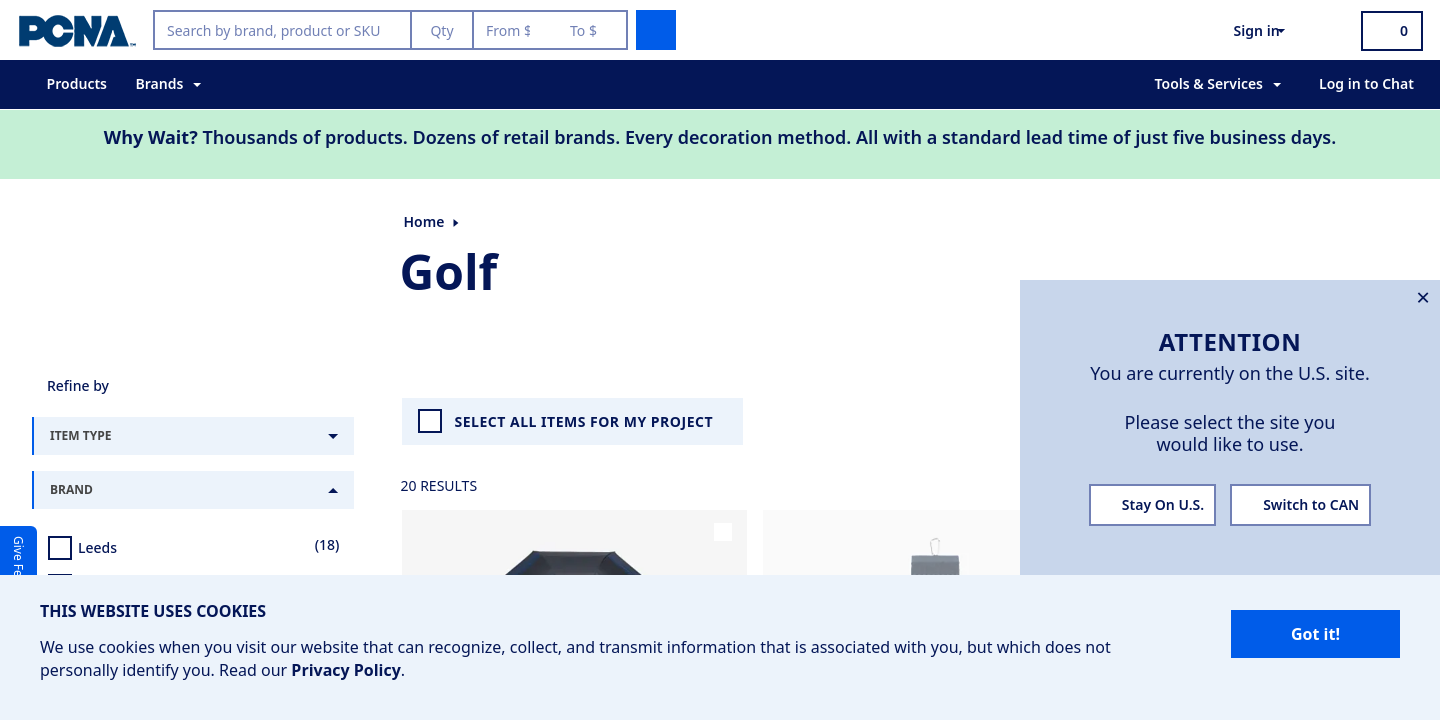 PCNA™
Search by brand, product or SKU
Qty
From $
To $
Sign in
0
Products
Brands
Tools & Services
Log in to Chat
Why Wait? Thousands of products. Dozens of retail brands. Every decoration method. All with a standard lead time of just five business days.
Home
Golf
ATTENTION
You are currently on the U.S. site.
Please select the site you
would like to use.
Stay On U.S.
Switch to CAN
Refine by
ITEM TYPE
BRAND
Leeds
(18)
SELECT ALL ITEMS FOR MY PROJECT
20 RESULTS
Give
THIS WEBSITE USES COOKIES
We use cookies when you visit our website that can recognize, collect, and transmit information that is associated with you, but which does not
personally identify you. Read our Privacy Policy.
Got it!